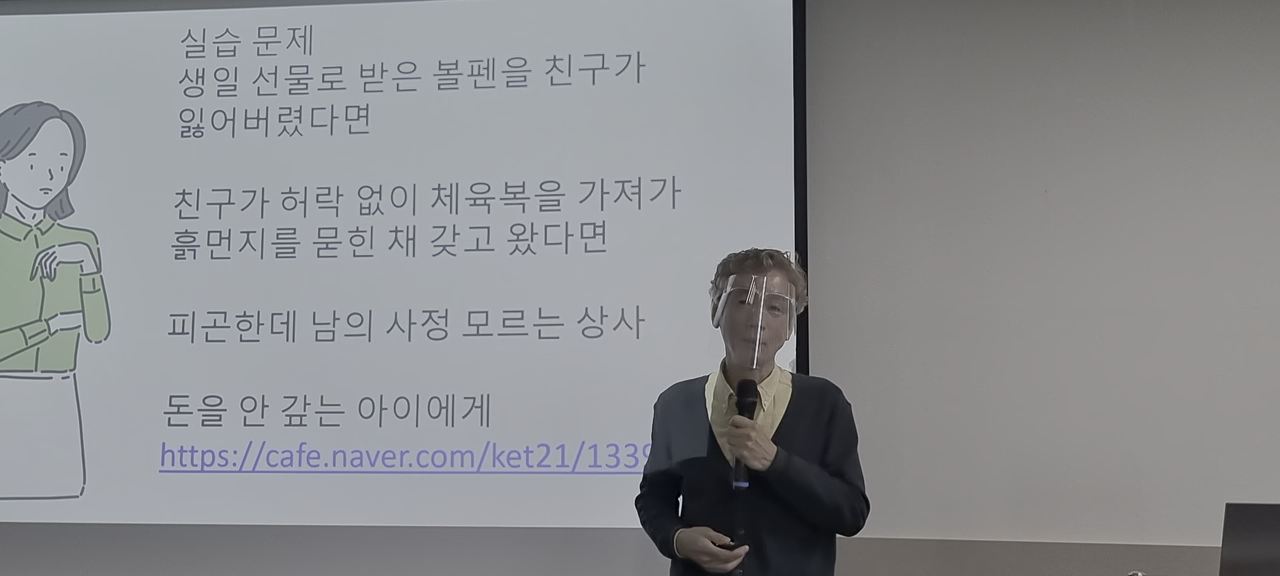 실습 문제
생일 선물로 받은 볼펜을 친구가
잃어버렸다면
친구가 허락 없이 체육복을 가져가
흙먼지를 묻힌 채 갖고 왔다면
피곤한데 남의 사정 모르는 상사
돈을 안 갚는 아이에게
https://cafe.naver.com/ket21/133